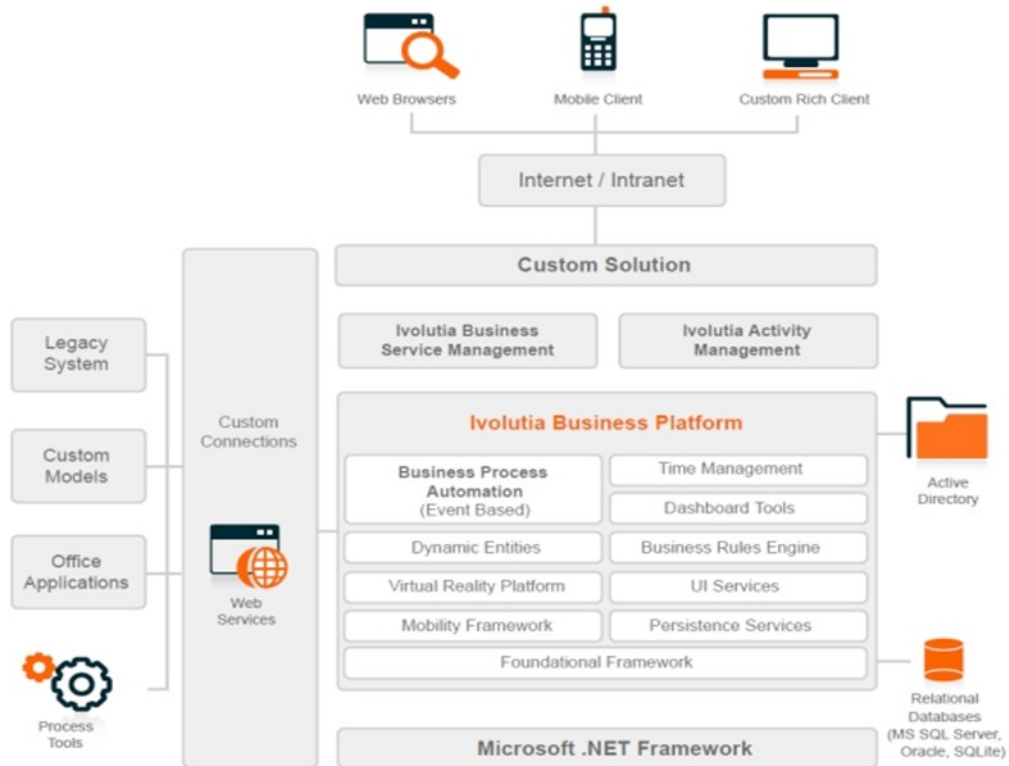 Web Browsers
Mobile Client
Custom Rich Client
Internet / Intranet
Custom Solution
Ivolutia Business
Service Management
Ivolutia Activity
Management
Legacy
System
Custom
Models
Office
Applications
Process
Tools
Custom
Connections
Web
Services
Ivolutia Business Platform
Business Process
Automation
(Event Based)
Time Management
Dashboard Tools
Dynamic Entities
Business Rules Engine
Virtual Reality Platform
UI Services
Mobility Framework
Persistence Services
Foundational Framework
Active
Directory
Relational
Databases
(MS SQL Server,
Oracle, SQLite)
Microsoft .NET Framework